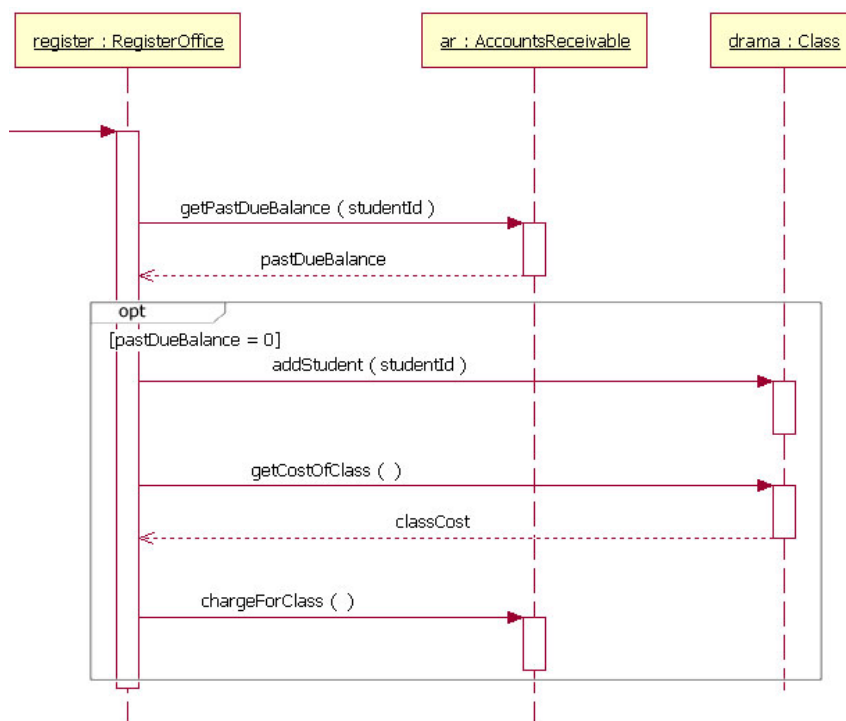 register : RegisterOffice
ar : AccountsReceivable
drama : Class
getPastDueBalance ( studentId )
pastDueBalance
opt
[pastDueBalance = 0]
addStudent ( studentId )
getCostOfClass ( )
classCost
chargeForClass ( )